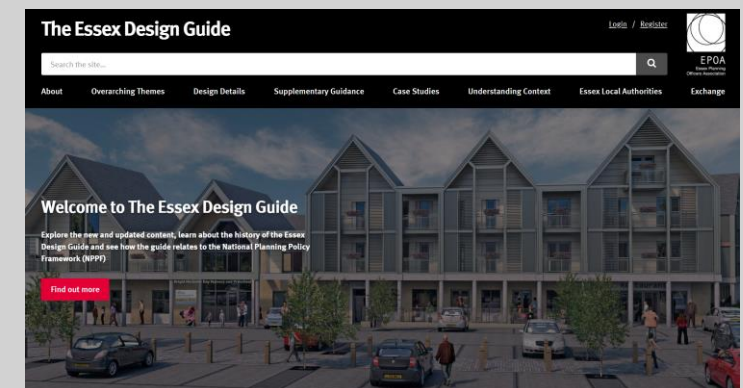 The Essex Design Guide
Login / Register
Search the site...
EPOA
Essex Planning
Officers Association
About Overarching Themes Design Details Supplementary Guidance Case Studies Understanding Context Essex Local Authorities Exchange
Welcome to The Essex Design Guide
Explore the new and updated content, learn about the history of the Essex
Design Guide and see how the guide relates to the National Planning Policy
Framework (NPPF)
Find out more